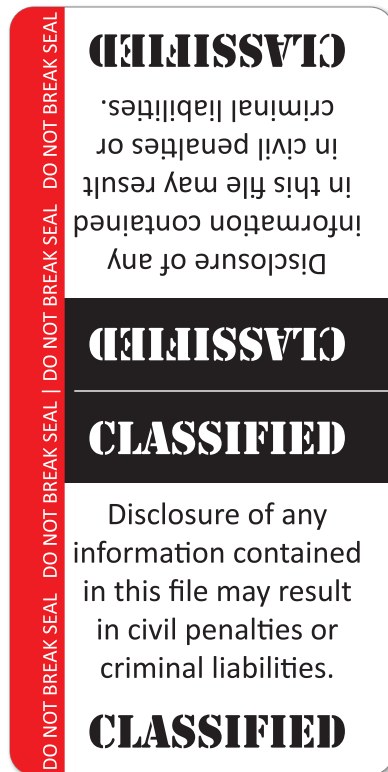 CLASSIFIED
Disclosure of any
information contained
in this file may result
in civil penalties or
criminal liabilities.
CLASSIFIED
CLASSIFIED
Disclosure of any
information contained
in this file may result
in civil penalties or
criminal liabilities.
CLASSIFIED
DO NOT BREAK SEAL DO NOT BREAK SEAL | DO NOT BREAK SEAL DO NOT BREAK SEAL